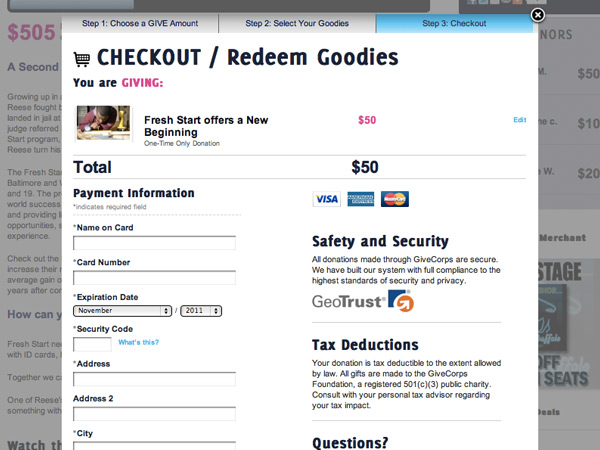 Step 1: Choose a GIVE Amount
Step 2: Select Your Goodies
Step 3: Checkout
$505
NORS
CHECKOUT / Redeem Goodies
A Second
M.
$50
You are GIVING:
Growing up in
Reese fought
landed in jail at
judge referred
Start program,
Reese turn his
Fresh Start offers a New
Beginning
One-Time Only Donation
$50
Edit
ne c.
$10
Total
$50
The Fresh Star
Baltimore and W
and 19. The pr
world success
and providing l
opportunities, s
experience.
e W.
$20
Payment Information
*Indicates required field
VISA
AMERICAN EXPRESS
MasterCard
*Name on Card
Merchant
Check out the
increase their
average gain o
years after con
*Card Number
Safety and Security
All donations made through GiveCorps are secure.
We have built our system with full compliance to the
highest standards of security and privacy.
STAGE
*Expiration Date
November
/
2011
GeoTrust
How can y
*Security Code
What's this?
Fresh Start nee
with ID cards,
*Address
Tax Deductions
Your donation is tax deductible to the extent allowed
by law. All gifts are made to the GiveCorps
Foundation, a registered 501(c)(3) public charity.
Consult with your personal tax advisor regarding
your tax impact.
OFF
N SEATS
Together we ca
One of Reese's
something with
Address 2
Deals
*City
Watch th
Questions?